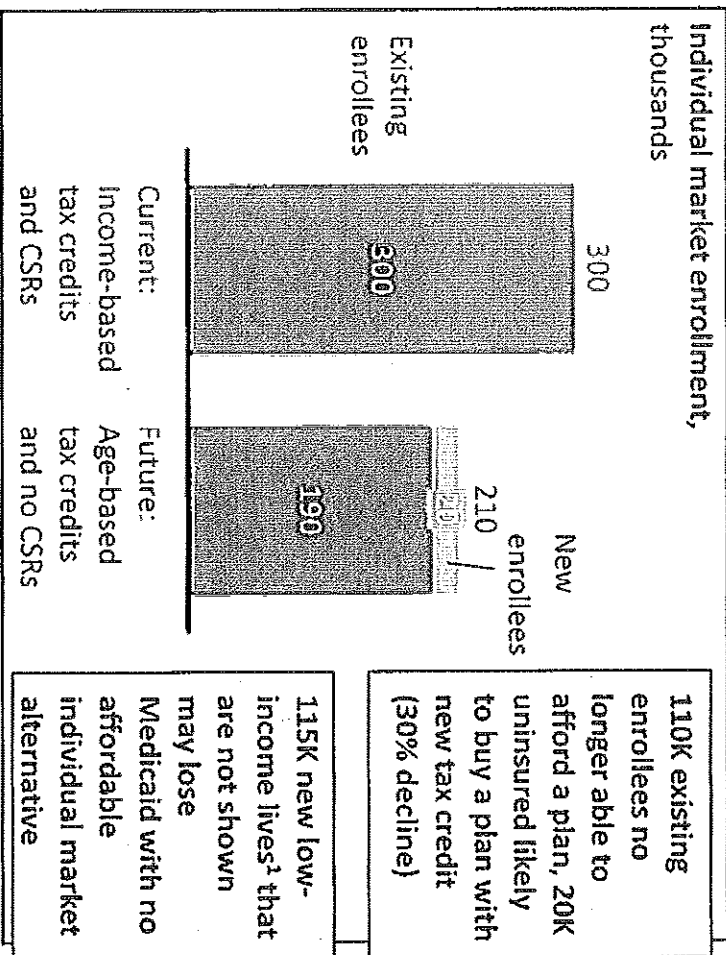 Individual market enrollment,
thousands
300
New
enrollees
210
20
Existing
enrollees
300
190
Current:
Income-based
tax credits
and CSRs
Future:
Age-based
tax credits
and no CSRs
110K existing
enrollees no
longer able to
afford a plan, 20K
uninsured likely
to buy a plan with
new tax credit
(30% decline)
115K new low-
income lives¹ that
are not shown
may lose
Medicaid with no
affordable
individual market
alternative